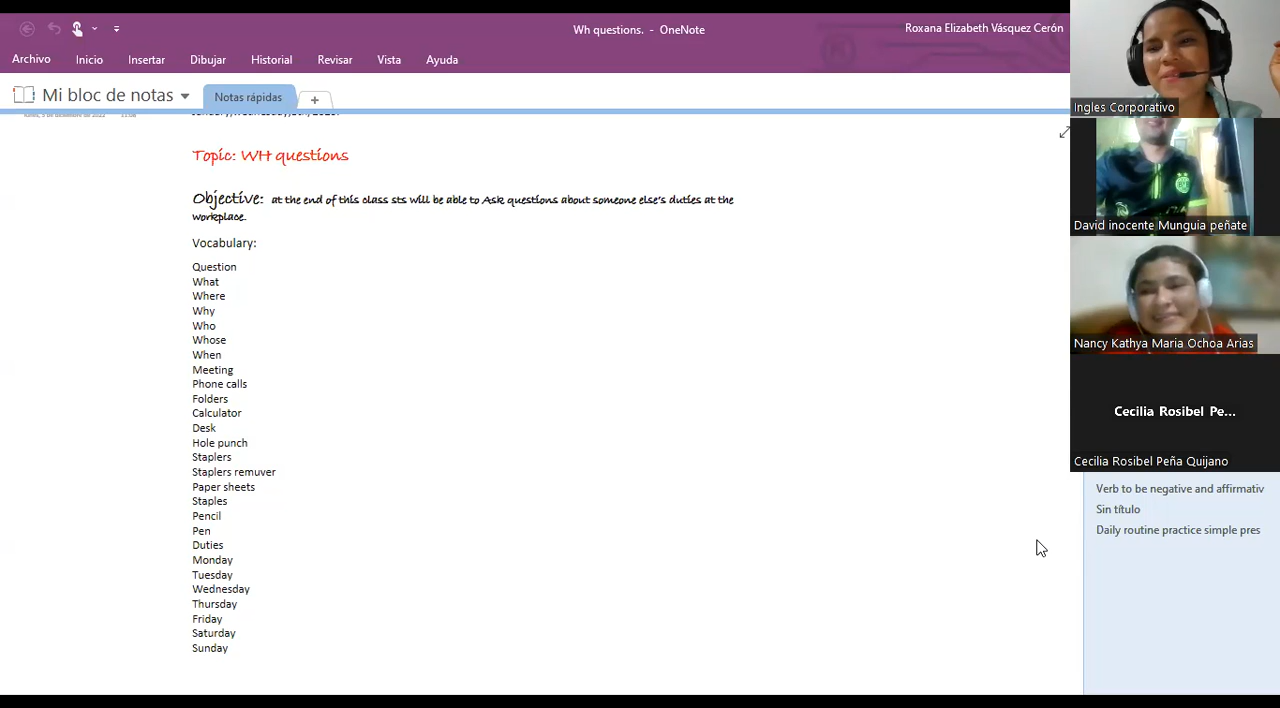 Wh questions. - OneNote
Roxana Elizabeth Vásquez Cerón
Archivo Inicio Insertar Dibujar Historial Revisar Vista Ayuda
Mi bloc de notas Notas rápidas
Topic: WH questions
Objective: at the end of this class sts will be able to Ask questions about someone else's duties at the
workplace.
Vocabulary:
Question
What
Where
Why
Who
Whose
When
Meeting
Phone calls
Folders
Calculator
Desk
Hole punch
Staplers
Staplers remuver
Paper sheets
Staples
Pencil
Pen
Duties
Monday
Tuesday
Wednesday
Thursday
Friday
Saturday
Sunday
Ingles Corporativo
David inocente Munguia peñate
Nancy Kathya Maria Ochoa Arias
Cecilia Rosibel Pe...
Cecilia Rosibel Peña Quijano
Verb to be negative and affirmativ
Sin título
Daily routine practice simple pres